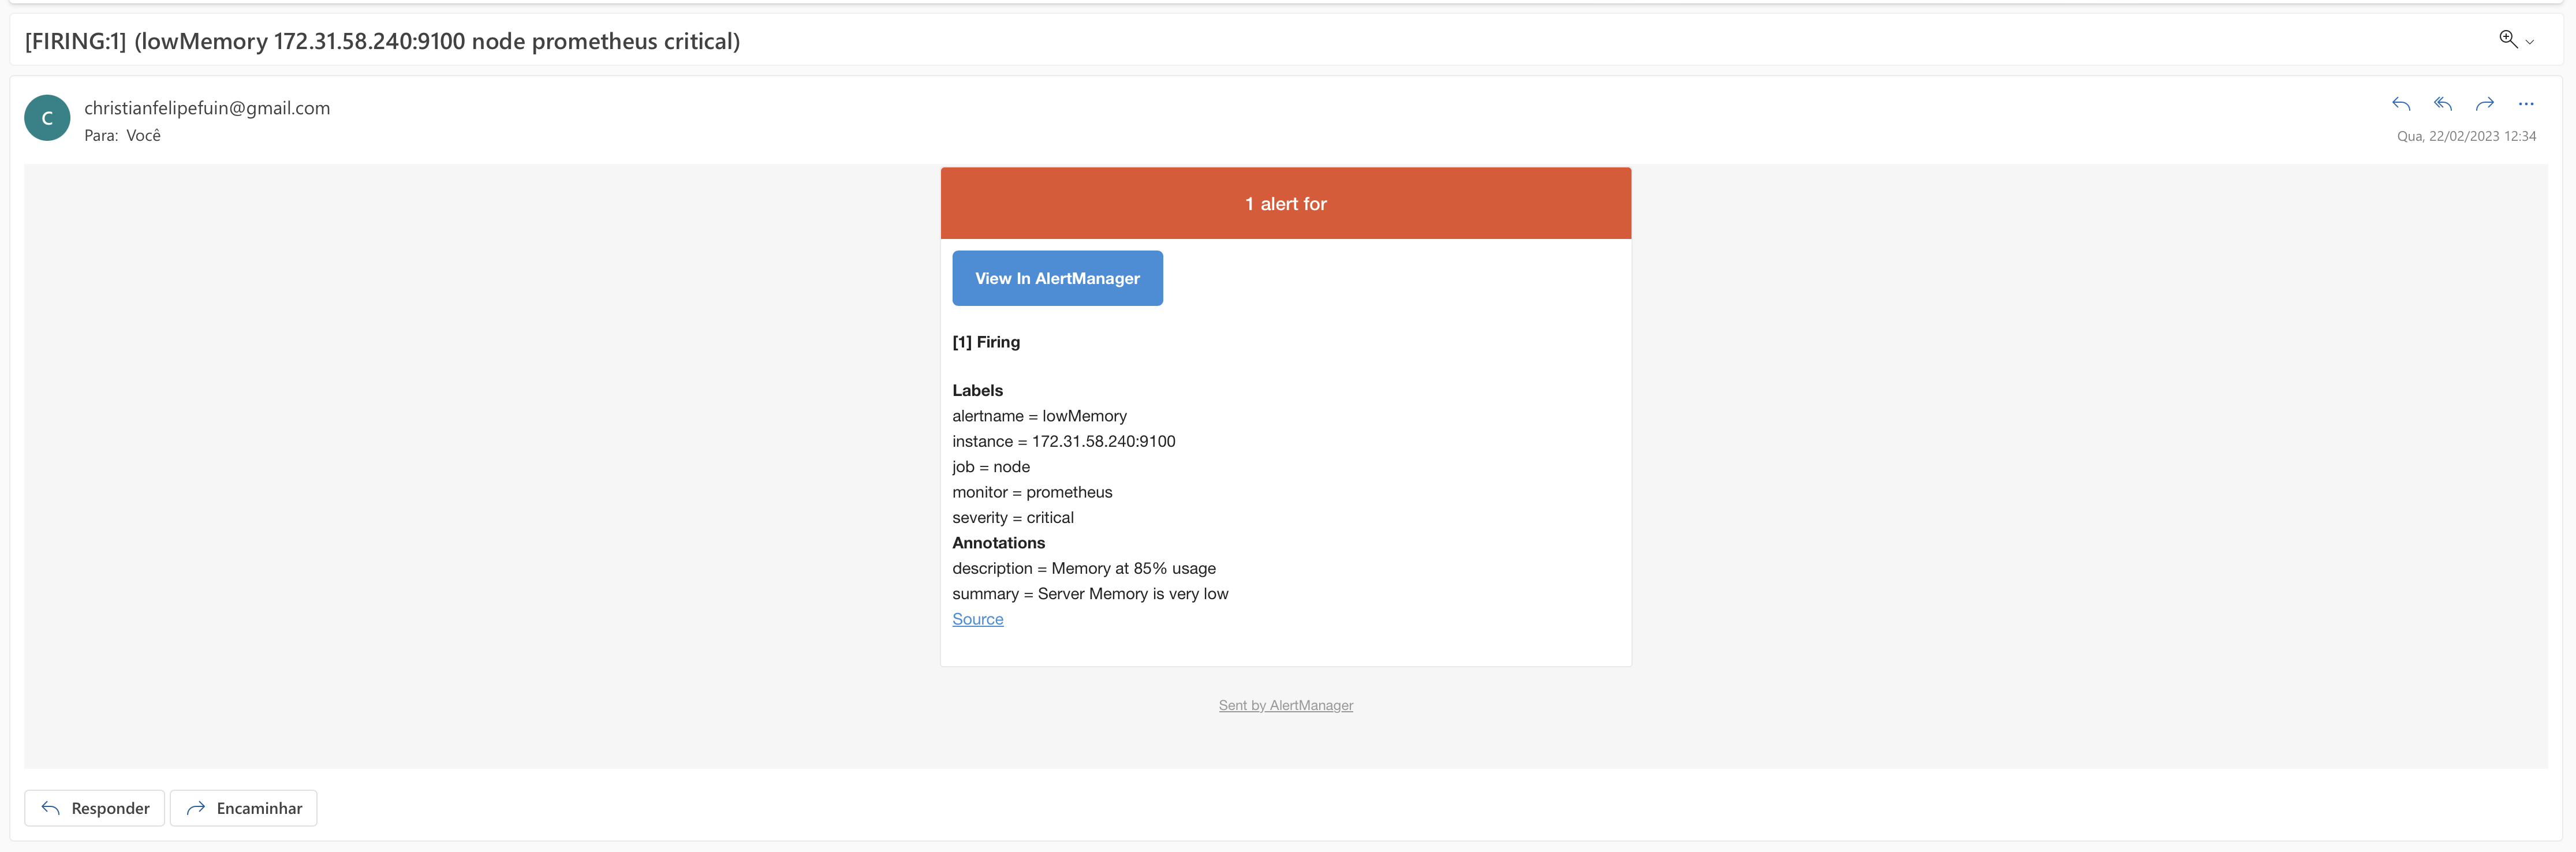 [FIRING:1] (lowMemory 172.31.58.240:9100 node prometheus critical)
C
christianfelipefuin@gmail.com
Para: Você
Qua, 22/02/2023 12:34
1 alert for
View In AlertManager
[1] Firing
Labels
alertname = lowMemory
instance = 172.31.58.240:9100
job = node
monitor = prometheus
severity = critical
Annotations
description = Memory at 85% usage
summary = Server Memory is very low
Source
Sent by AlertManager
Responder
Encaminhar